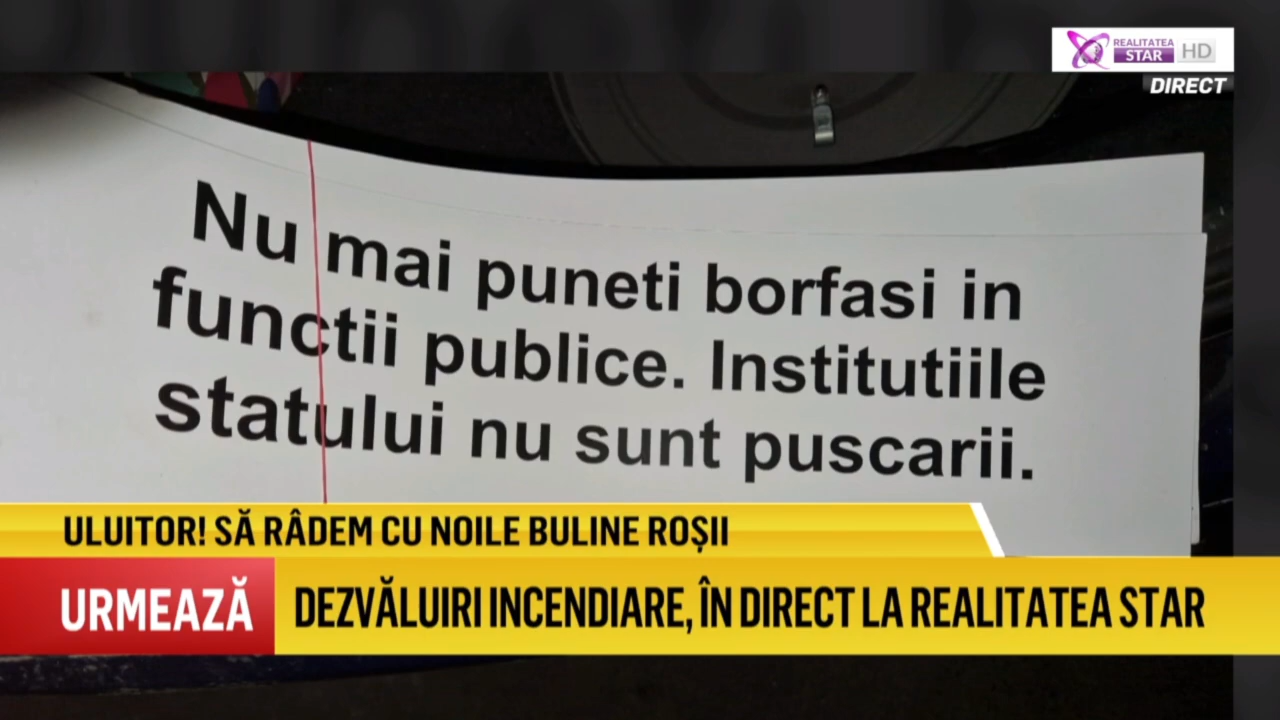 REALITATEA
STAR HD
DIRECT
Nu mai puneti borfasi in
functii publice. Institutiile
statului nu sunt puscarii.
ULUITOR! SĂ RÂDEM CU NOILE BULINE ROȘII
URMEAZĂ DEZVĂLUIRI INCENDIARE, ÎN DIRECT LA REALITATEA STAR